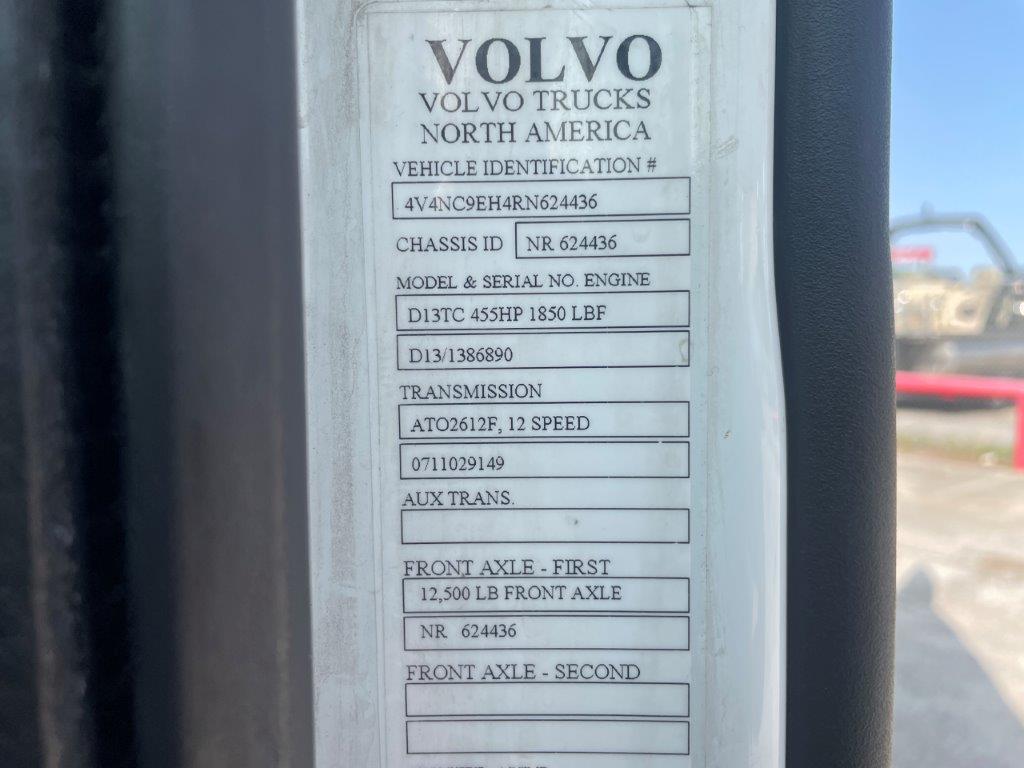 VOLVO
VOLVO TRUCKS
NORTH AMERICA
VEHICLE IDENTIFICATION #
4V4NC9EH4RN624436
CHASSIS ID NR 624436
MODEL & SERIAL NO. ENGINE
D13TC 455HP 1850 LBF
D13/1386890
TRANSMISSION
ATO2612F, 12 SPEED
0711029149
AUX TRANS.
FRONT AXLE - FIRST
12,500 LB FRONT AXLE
NR 624436
FRONT AXLE - SECOND